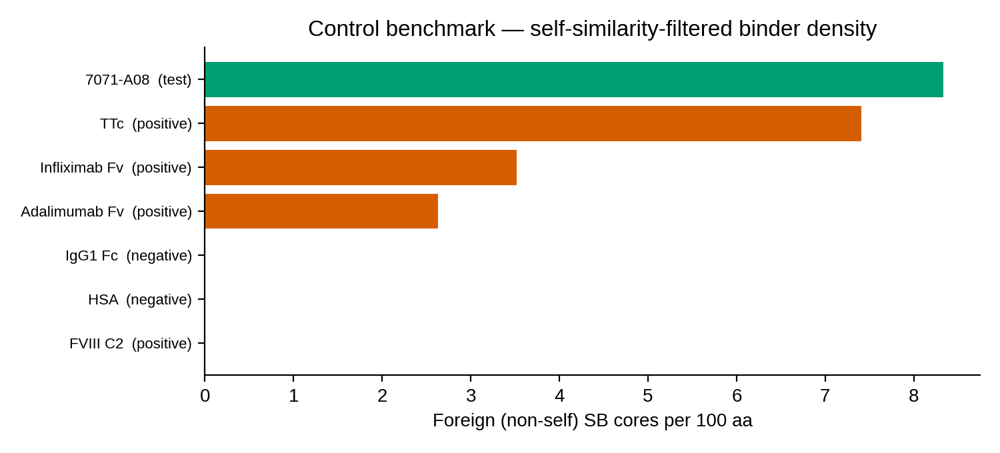 Control benchmark — self-similarity-filtered binder density
7071-A08 (test)
TTc (positive)
Infliximab Fv (positive)
Adalimumab Fv (positive)
IgG1 Fc (negative)
HSA (negative)
FVIII C2 (positive)
0 1 2 3 4 5 6 7 8
Foreign (non-self) SB cores per 100 aa